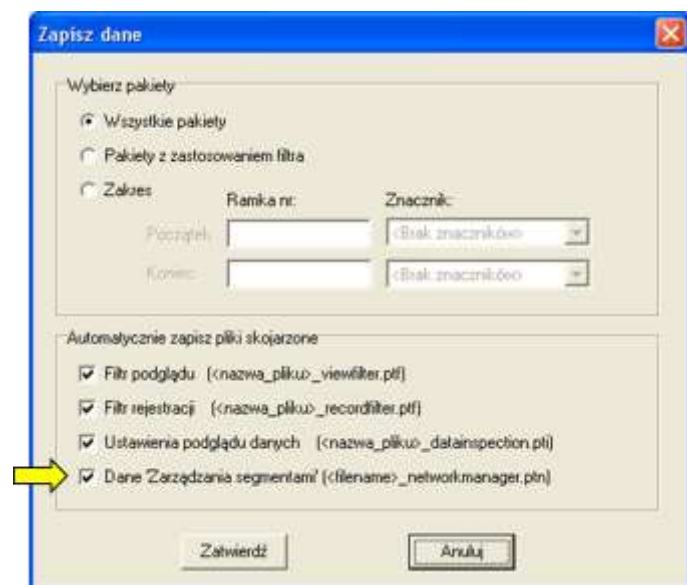 Zapisz dane
Wybierz pakiety
Wszystkie pakiety
Pakiety z zastosowaniem filtra
Zakres
Ramka nr:
Znacznik:
Początek:
<Brak znaczników>
Koniec:
<Brak znaczników>
Automatycznie zapisz pliki skojarzone
Filtr podglądu (<nazwa_pliku>_viewfilter.ptf)
Filtr rejestracji (<nazwa_pliku>_recordfilter.ptf)
Ustawienia podglądu danych (<nazwa_pliku>_datainspection.pti)
Dane 'Zarządzania segmentami' (<filename>_networkmanager.ptn)
Zatwierdź
Anuluj